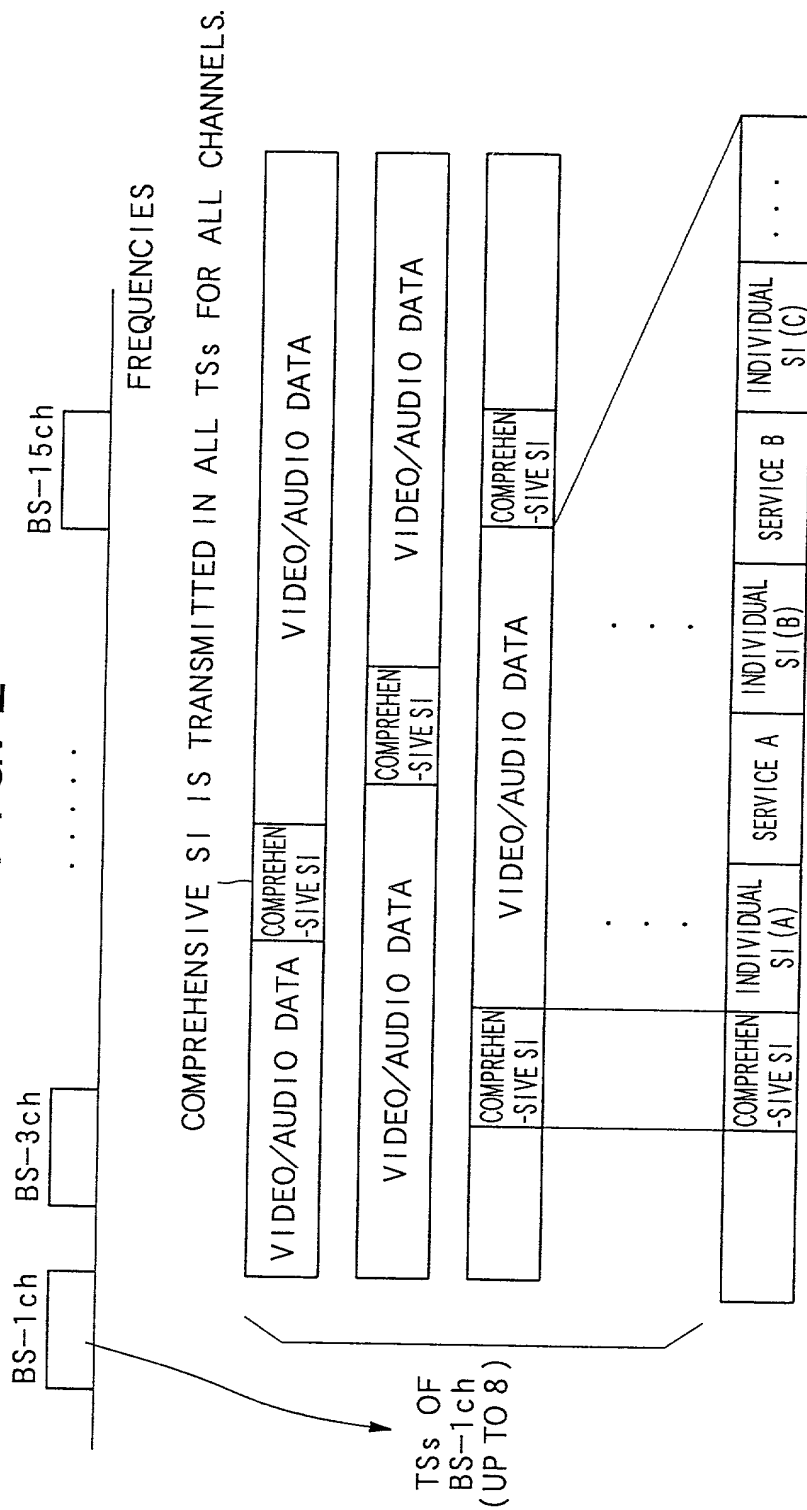 BS-1ch
BS-3ch
. . . . .
BS-15ch
FREQUENCIES
COMPREHENSIVE SI IS TRANSMITTED IN ALL TSs FOR ALL CHANNELS.
TSs OF
BS-1ch
(UP TO 8)
VIDEO/AUDIO DATA
COMPREHEN
-SIVE SI
VIDEO/AUDIO DATA
VIDEO/AUDIO DATA
COMPREHEN
-SIVE SI
VIDEO/AUDIO DATA
COMPREHEN
-SIVE SI
VIDEO/AUDIO DATA
COMPREHEN
-SIVE SI
. . .
. . .
COMPREHEN
-SIVE SI
INDIVIDUAL
SI (A)
SERVICE A
INDIVIDUAL
SI (B)
SERVICE B
INDIVIDUAL
SI (C)
. . .